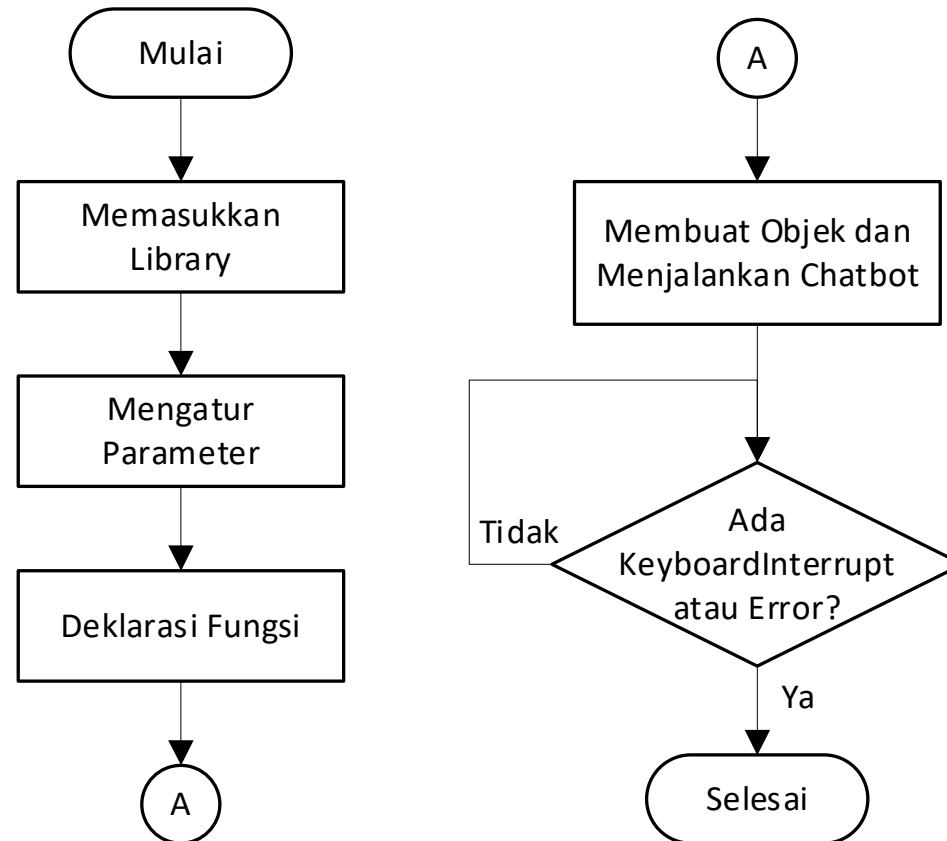 Mulai
Memasukkan
Library
Mengatur
Parameter
Deklarasi Fungsi
A
A
Membuat Objek dan
Menjalankan Chatbot
Ada
KeyboardInterrupt
atau Error?
Tidak
Ya
Selesai